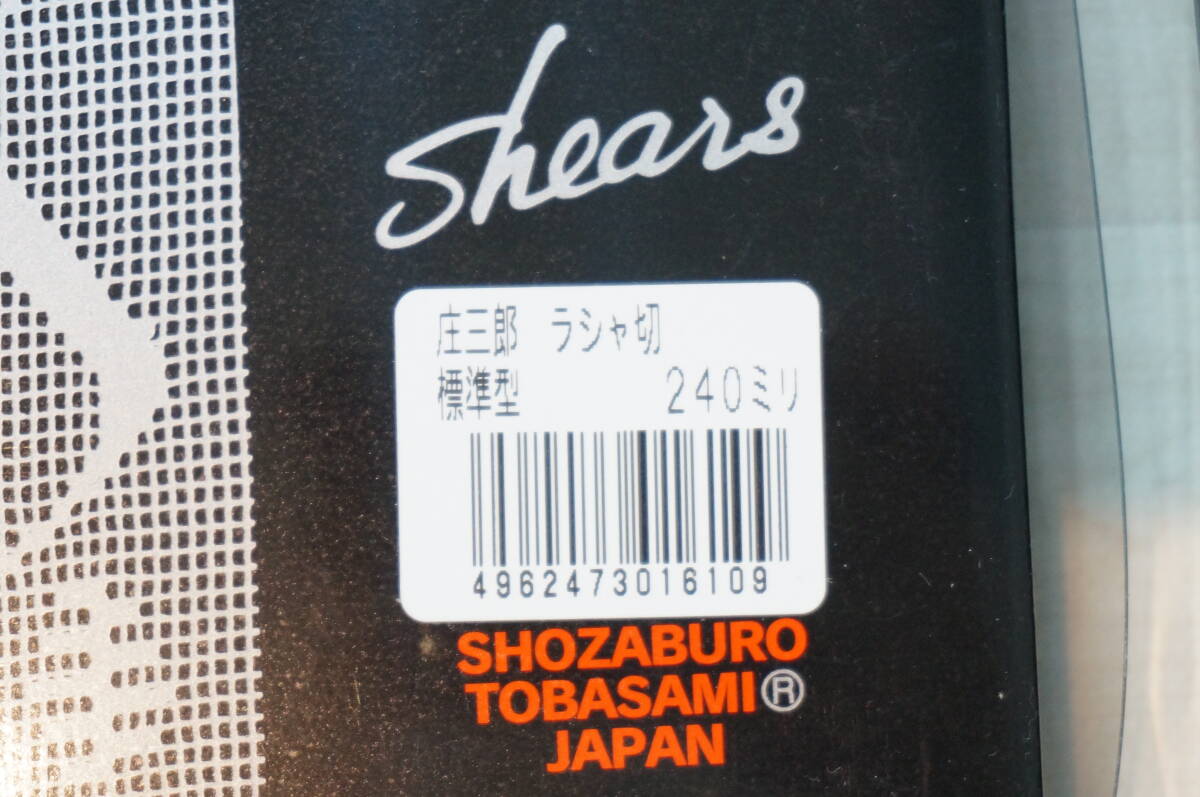 Shears
庄三郎　ラシャ切
標準型　240ミリ
4962473016109
SHOZABURO
TOBASAMI®
JAPAN